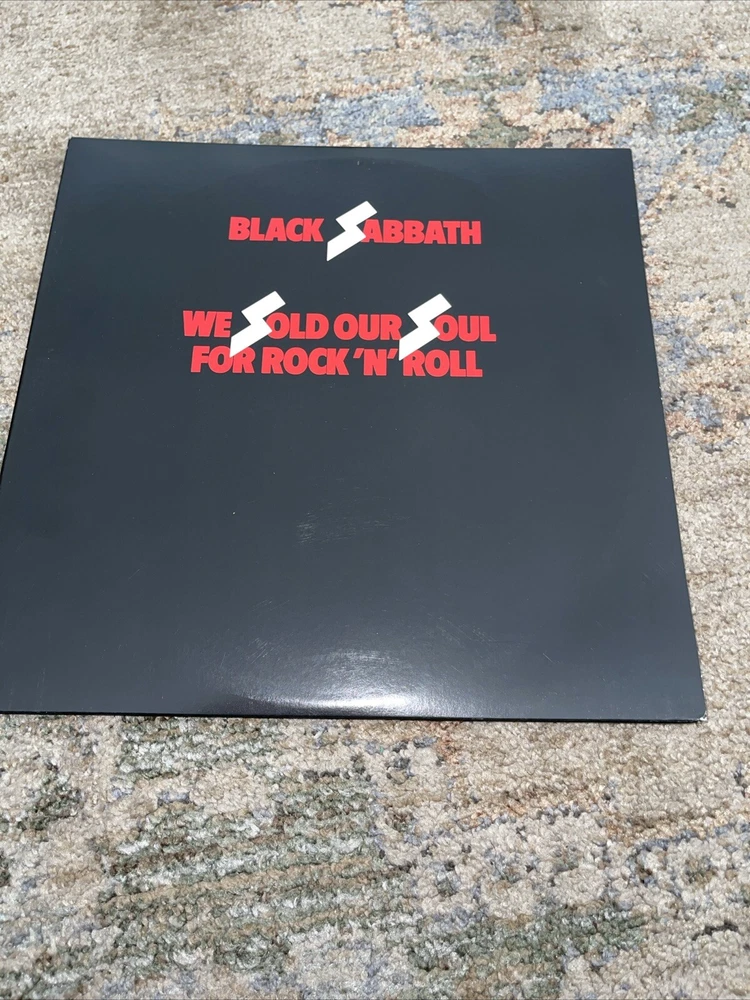 BLACK SABBATH
WE SOLD OUR SOUL
FOR ROCK 'N' ROLL